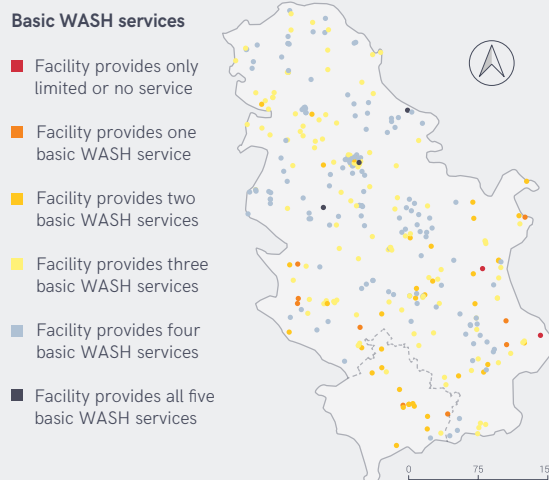 Basic WASH services
Facility provides only
limited or no service
Facility provides one
basic WASH service
Facility provides two
basic WASH services
Facility provides three
basic WASH services
Facility provides four
basic WASH services
Facility provides all five
basic WASH services
0 75